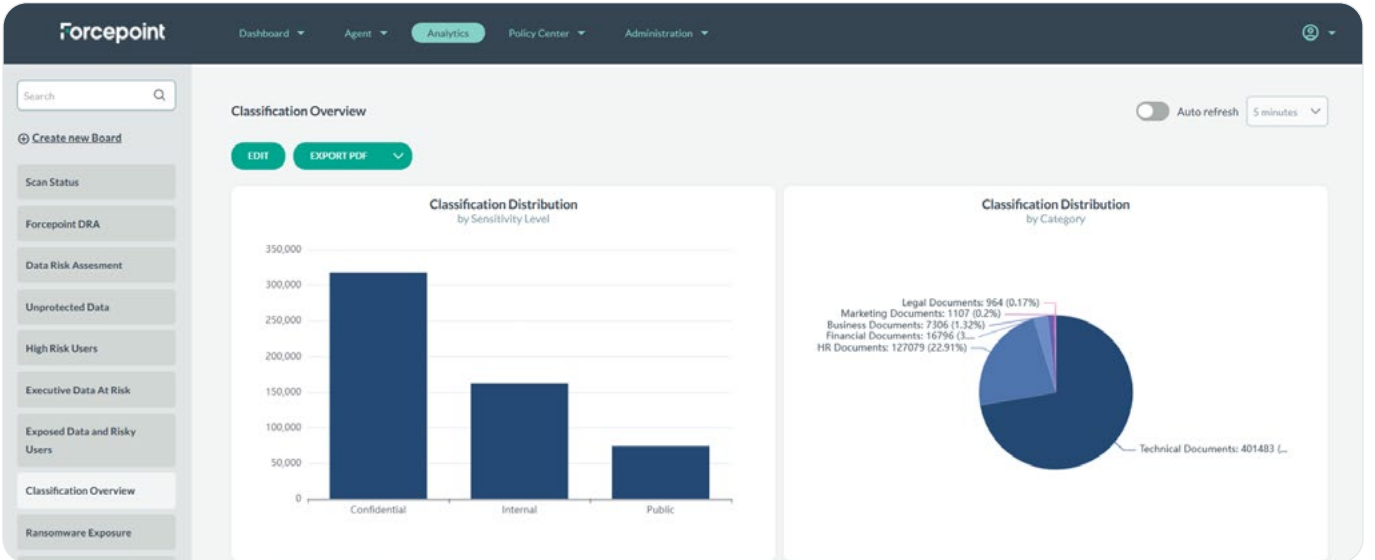 Forcepoint
Dashboard
Agent
Analytics
Policy Center
Administration
Search
Create new Board
Scan Status
Forcepoint DRA
Data Risk Assesment
Unprotected Data
High Risk Users
Executive Data At Risk
Exposed Data and Risky
Users
Classification Overview
Ransomware Exposure
Classification Overview
Auto refresh
5 minutes
EDIT
EXPORT PDF
Classification Distribution
by Sensitivity Level
350,000
300,000
250,000
200,000
150,000
100,000
50,000
0
Confidential
Internal
Public
Classification Distribution
by Category
Legal Documents: 964 (0.17%)
Marketing Documents: 1107 (0.2%)
Business Documents: 7306 (1.32%)
Financial Documents: 16796 (3...
HR Documents: 127079 (22.91%)
Technical Documents: 401483 (...